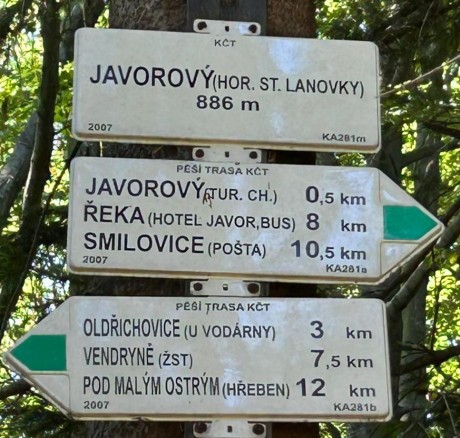 KČT
JAVOROVÝ (HOR. ST. LANOVKY)
886 m
2007 KA281m
PĚŠÍ TRASA KČT
JAVOROVÝ (TUR. CH.) 0,5 km
ŘEKA (HOTEL JAVOR,BUS) 8 km
SMILOVICE (POŠTA) 10,5 km
2007 KA281a
PĚŠÍ TRASA KČT
OLDŘICHOVICE (U VODÁRNY) 3 km
VENDRYNĚ (ŽST) 7,5 km
POD MALÝM OSTRÝM (HŘEBEN) 12 km
2007 KA281b